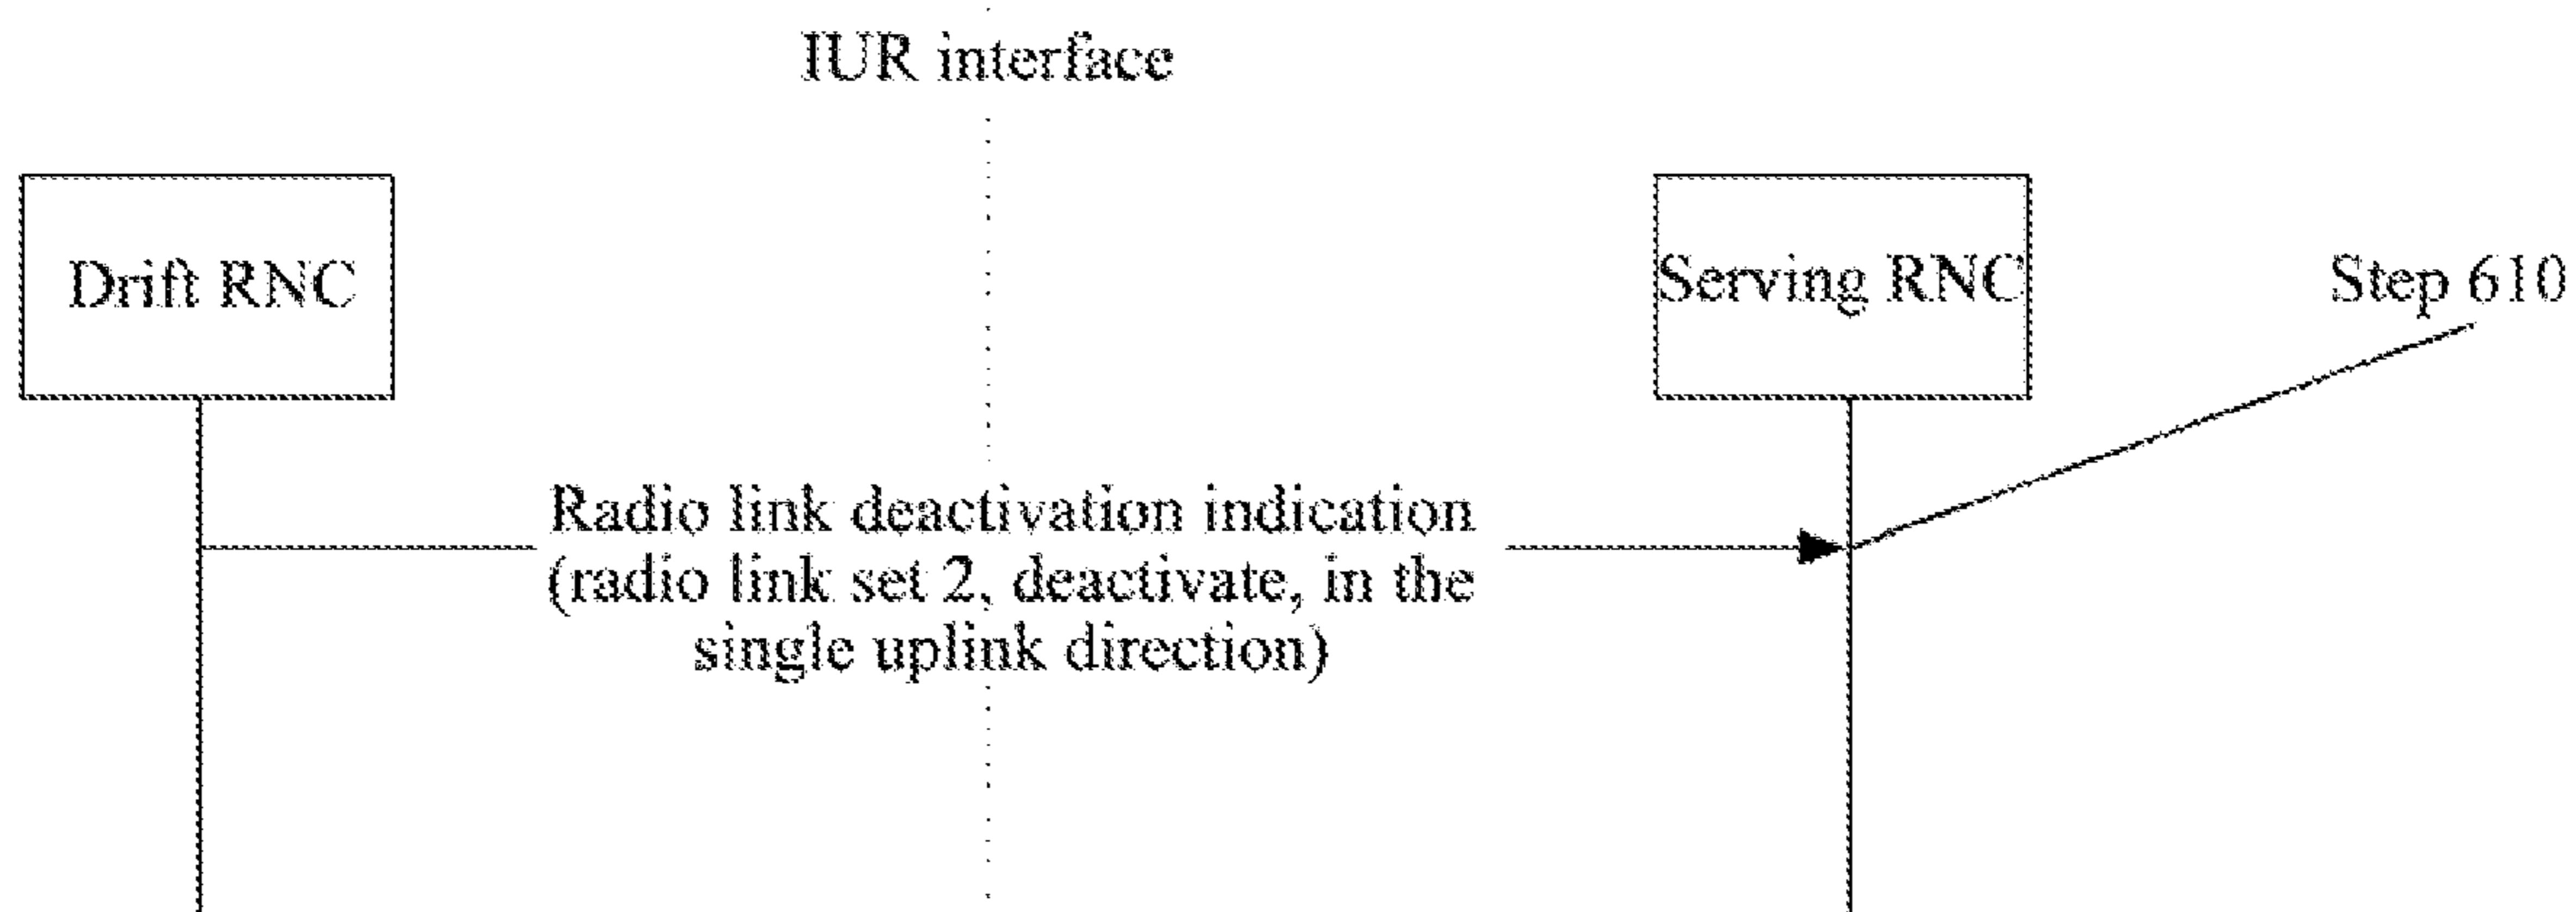 IUR interface
Drift RNC
Serving RNC
Step 610
Radio link deactivation indication
(radio link set 2, deactivate, in the
single uplink direction)